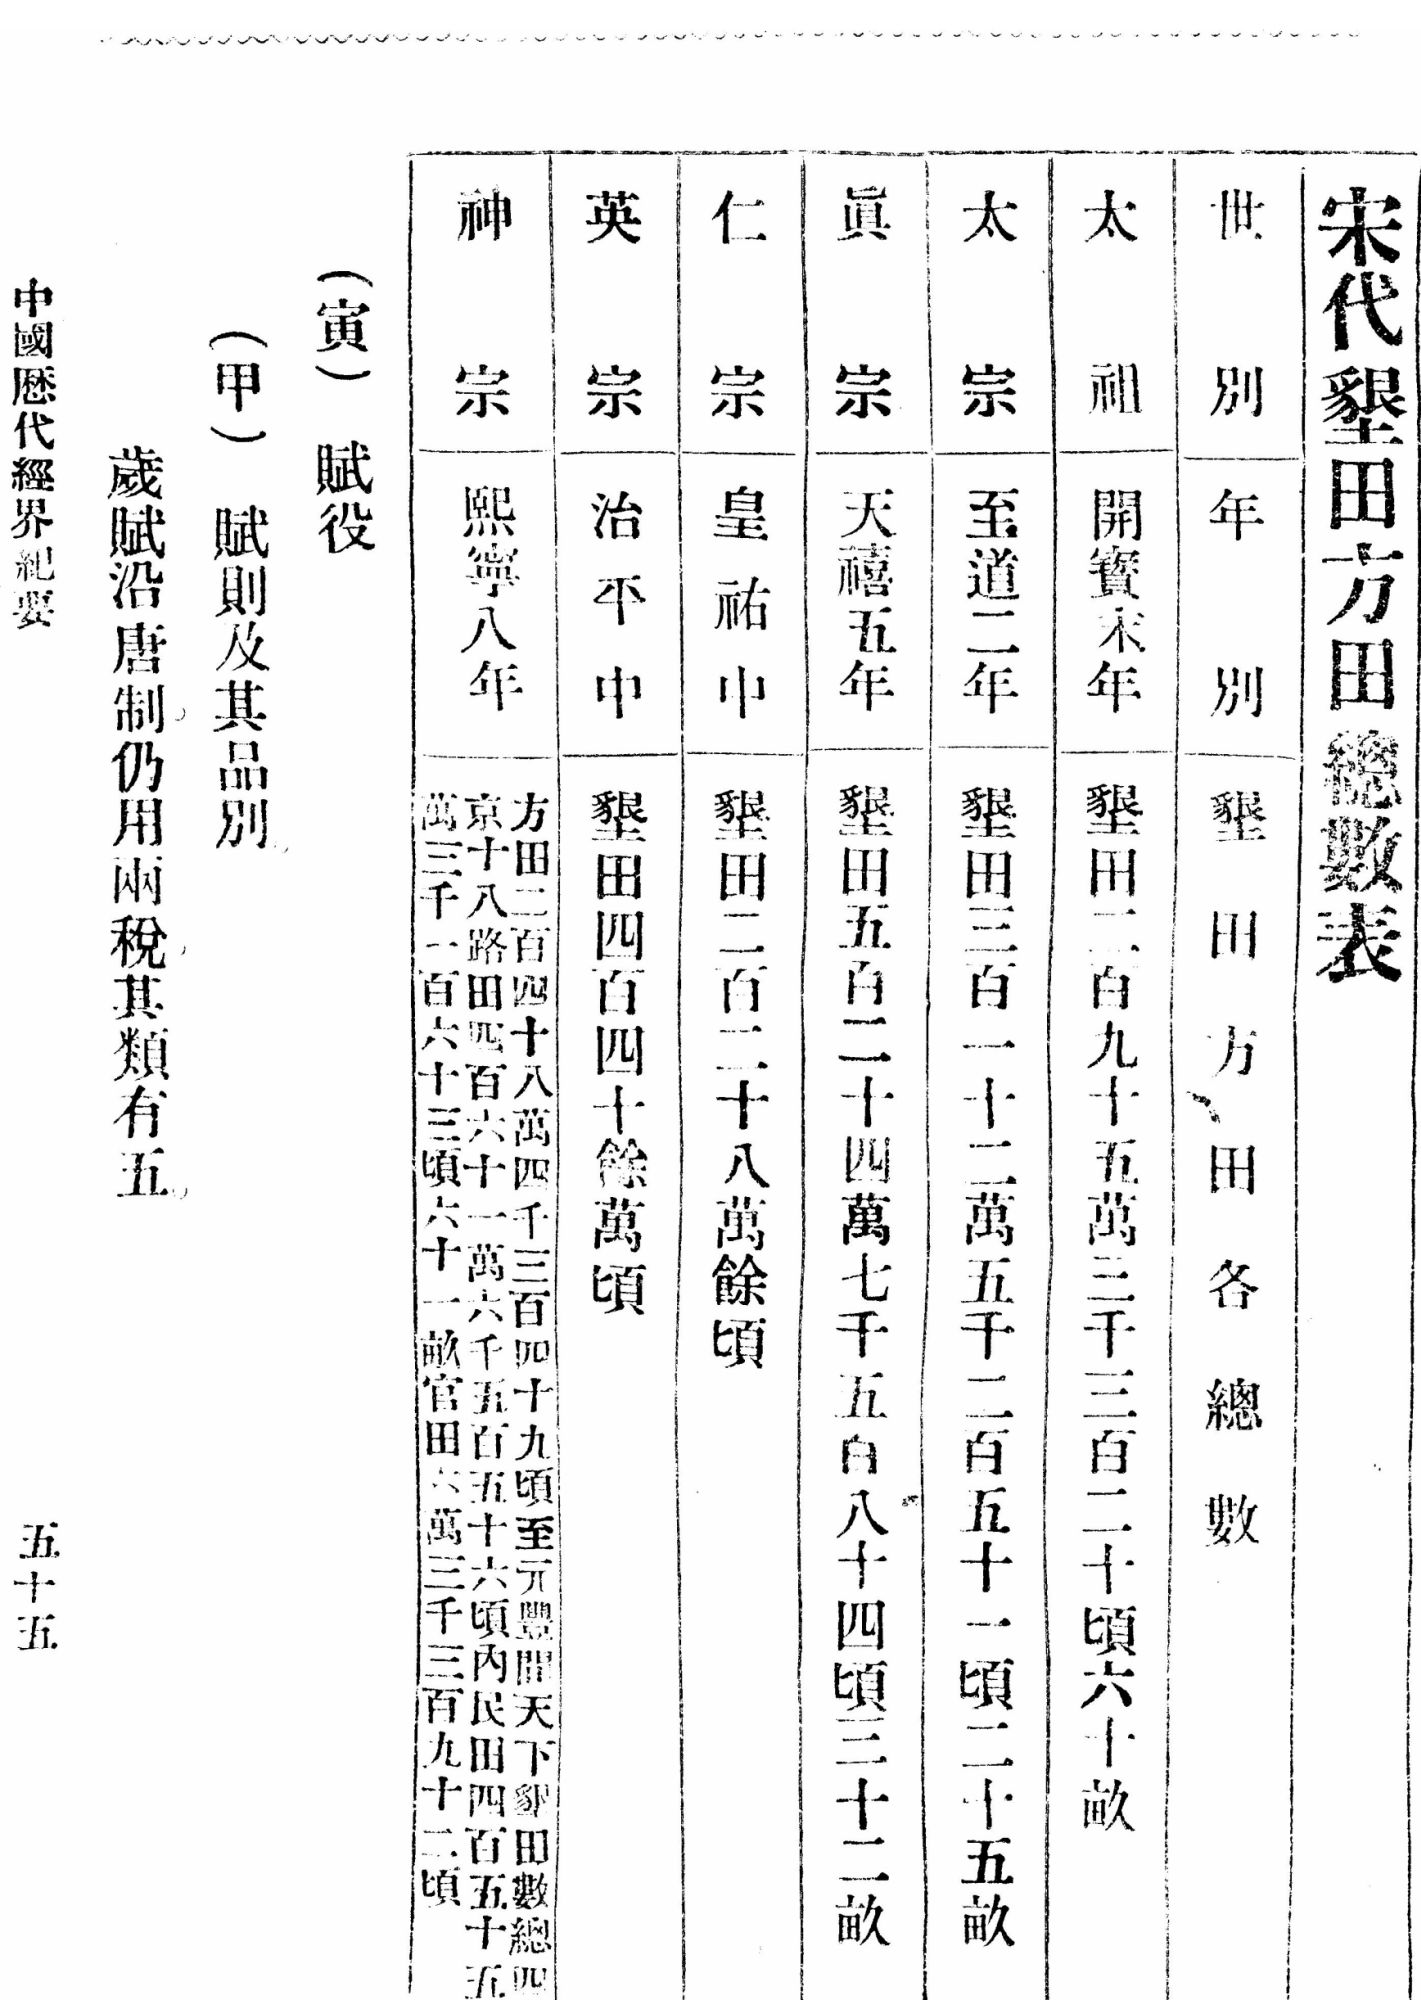 宋代墾田方田總數表
世別 年別 墾田方田各總數
太祖 開寶末年 墾田二百九十五萬三千三百二十頃六十畝
太宗 至道二年 墾田三百一十二萬五千二百五十一頃二十五畝
眞宗 天禧五年 墾田五百二十四萬七千五百八十四頃三十二畝
仁宗 皇祐中 墾田二百二十八萬餘頃
英宗 治平中 墾田四百四十餘萬頃
神宗 熙寧八年 方田二百四十八萬四千三百四十九頃至元豐間天下墾田數總四
京十八路田四百六十一萬六千五百五十六頃內民田四百五十五
萬三千一百六十三頃六十一畝官田六萬三千三百九十二頃
(寅) 賦役
(甲) 賦則及其品別
歲賦沿唐制仍用兩稅其類有五
中國歷代經界紀要
五十五